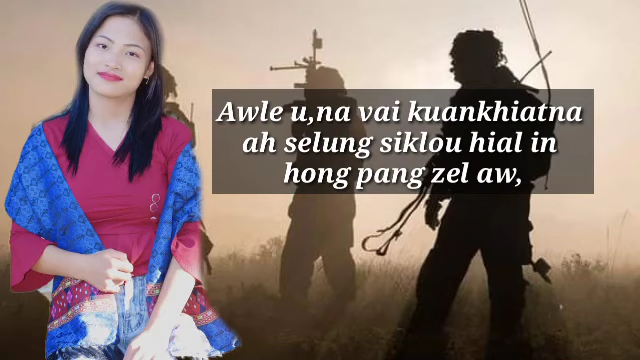 Awle u,na vai kuankhiatna
ah selung siklou hial in
hong pang zel aw,